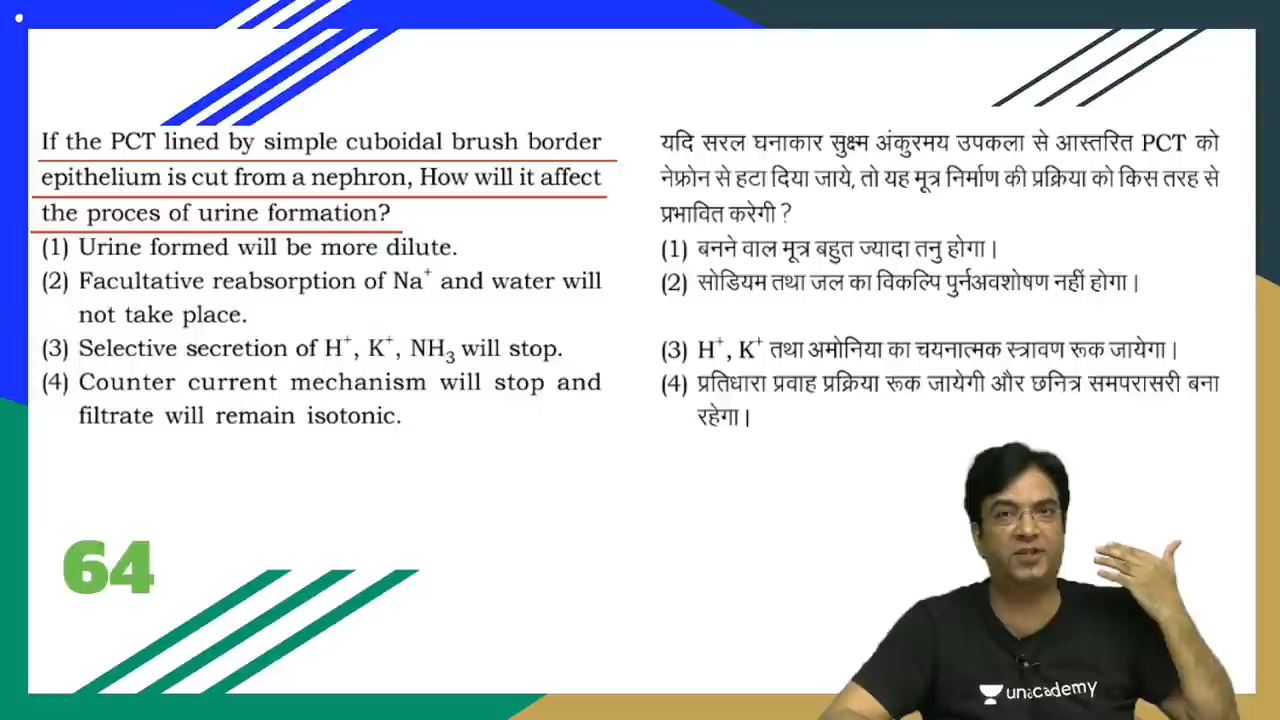 If the PCT lined by simple cuboidal brush border
epithelium is cut from a nephron, How will it affect
the proces of urine formation?
(1) Urine formed will be more dilute.
(2) Facultative reabsorption of Na⁺ and water will
not take place.
(3) Selective secretion of H⁺, K⁺, NH₃ will stop.
(4) Counter current mechanism will stop and
filtrate will remain isotonic.
यदि सरल घनाकार सुक्ष्म अंकुरमय उपकला से आस्तरित PCT को
नेफ्रोन से हटा दिया जाये, तो यह मूत्र निर्माण की प्रक्रिया को किस तरह से
प्रभावित करेगी ?
(1) बनने वाल मूत्र बहुत ज्यादा तनु होगा।
(2) सोडियम तथा जल का विकल्पि पुर्नअवशोषण नहीं होगा।
(3) H⁺, K⁺ तथा अमोनिया का चयनात्मक स्त्रावण रूक जायेगा।
(4) प्रतिधारा प्रवाह प्रक्रिया रूक जायेगी और छनित्र समपरासरी बना
रहेगा।
64
unacademy